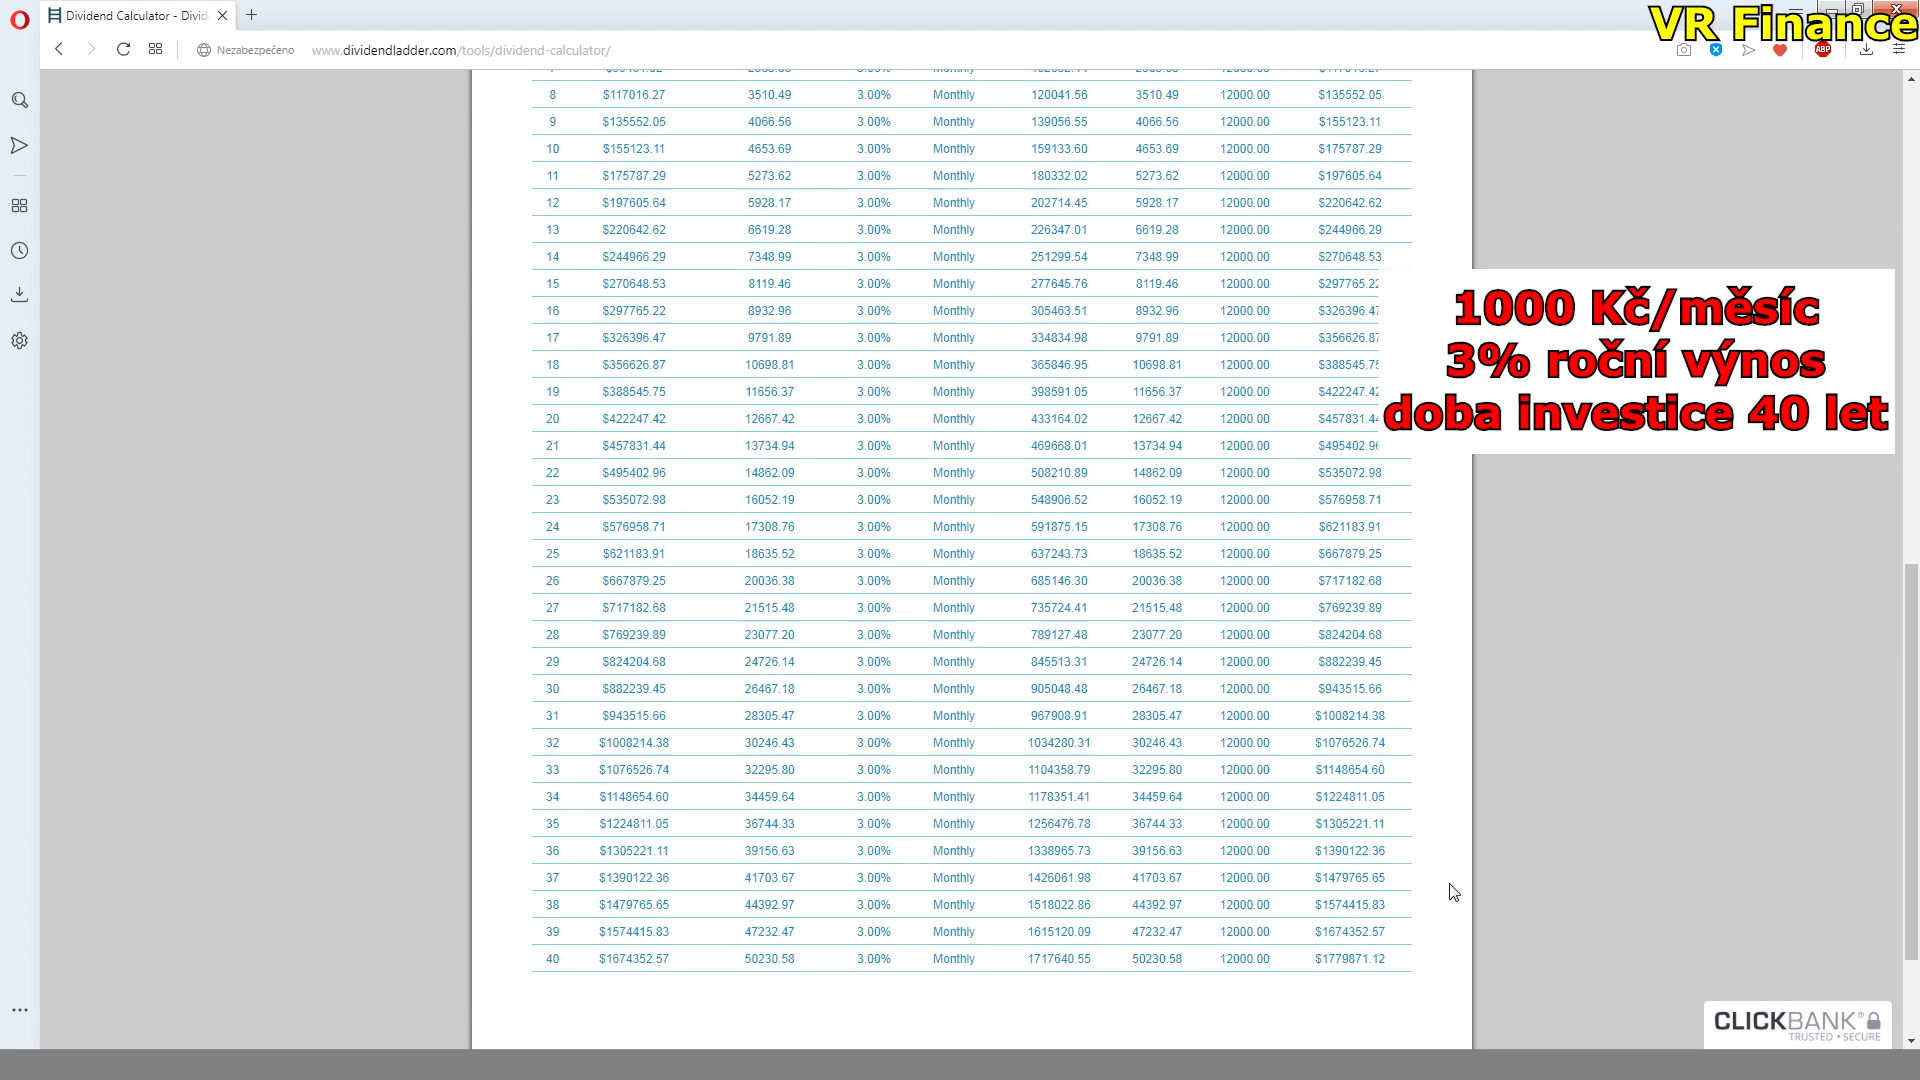 Dividend Calculator - Divid
VR Finance
Nezabezpečeno
www.dividendladder.com/tools/dividend-calculator/
ABP
8 $117016.27 3510.49 3.00% Monthly 120041.56 3510.49 12000.00 $135552.05
9 $135552.05 4066.56 3.00% Monthly 139056.55 4066.56 12000.00 $155123.11
10 $155123.11 4653.69 3.00% Monthly 159133.60 4653.69 12000.00 $175787.29
11 $175787.29 5273.62 3.00% Monthly 180332.02 5273.62 12000.00 $197605.64
12 $197605.64 5928.17 3.00% Monthly 202714.45 5928.17 12000.00 $220642.62
13 $220642.62 6619.28 3.00% Monthly 226347.01 6619.28 12000.00 $244966.29
14 $244966.29 7348.99 3.00% Monthly 251299.54 7348.99 12000.00 $270648.53
15 $270648.53 8119.46 3.00% Monthly 277645.76 8119.46 12000.00 $297765.22
16 $297765.22 8932.96 3.00% Monthly 305463.51 8932.96 12000.00 $326396.47
17 $326396.47 9791.89 3.00% Monthly 334834.98 9791.89 12000.00 $356626.87
18 $356626.87 10698.81 3.00% Monthly 365846.95 10698.81 12000.00 $388545.75
19 $388545.75 11656.37 3.00% Monthly 398591.05 11656.37 12000.00 $422247.42
20 $422247.42 12667.42 3.00% Monthly 433164.02 12667.42 12000.00 $457831.44
21 $457831.44 13734.94 3.00% Monthly 469668.01 13734.94 12000.00 $495402.96
22 $495402.96 14862.09 3.00% Monthly 508210.89 14862.09 12000.00 $535072.98
23 $535072.98 16052.19 3.00% Monthly 548906.52 16052.19 12000.00 $576958.71
24 $576958.71 17308.76 3.00% Monthly 591875.15 17308.76 12000.00 $621183.91
25 $621183.91 18635.52 3.00% Monthly 637243.73 18635.52 12000.00 $667879.25
26 $667879.25 20036.38 3.00% Monthly 685146.30 20036.38 12000.00 $717182.68
27 $717182.68 21515.48 3.00% Monthly 735724.41 21515.48 12000.00 $769239.89
28 $769239.89 23077.20 3.00% Monthly 789127.48 23077.20 12000.00 $824204.68
29 $824204.68 24726.14 3.00% Monthly 845513.31 24726.14 12000.00 $882239.45
30 $882239.45 26467.18 3.00% Monthly 905048.48 26467.18 12000.00 $943515.66
31 $943515.66 28305.47 3.00% Monthly 967908.91 28305.47 12000.00 $1008214.38
32 $1008214.38 30246.43 3.00% Monthly 1034280.31 30246.43 12000.00 $1076526.74
33 $1076526.74 32295.80 3.00% Monthly 1104358.79 32295.80 12000.00 $1148654.60
34 $1148654.60 34459.64 3.00% Monthly 1178351.41 34459.64 12000.00 $1224811.05
35 $1224811.05 36744.33 3.00% Monthly 1256476.78 36744.33 12000.00 $1305221.11
36 $1305221.11 39156.63 3.00% Monthly 1338965.73 39156.63 12000.00 $1390122.36
37 $1390122.36 41703.67 3.00% Monthly 1426061.98 41703.67 12000.00 $1479765.65
38 $1479765.65 44392.97 3.00% Monthly 1518022.86 44392.97 12000.00 $1574415.83
39 $1574415.83 47232.47 3.00% Monthly 1615120.09 47232.47 12000.00 $1674352.57
40 $1674352.57 50230.58 3.00% Monthly 1717640.55 50230.58 12000.00 $1779871.12
1000 Kč/měsíc
3% roční výnos
doba investice 40 let
CLICKBANK®
TRUSTED • SECURE